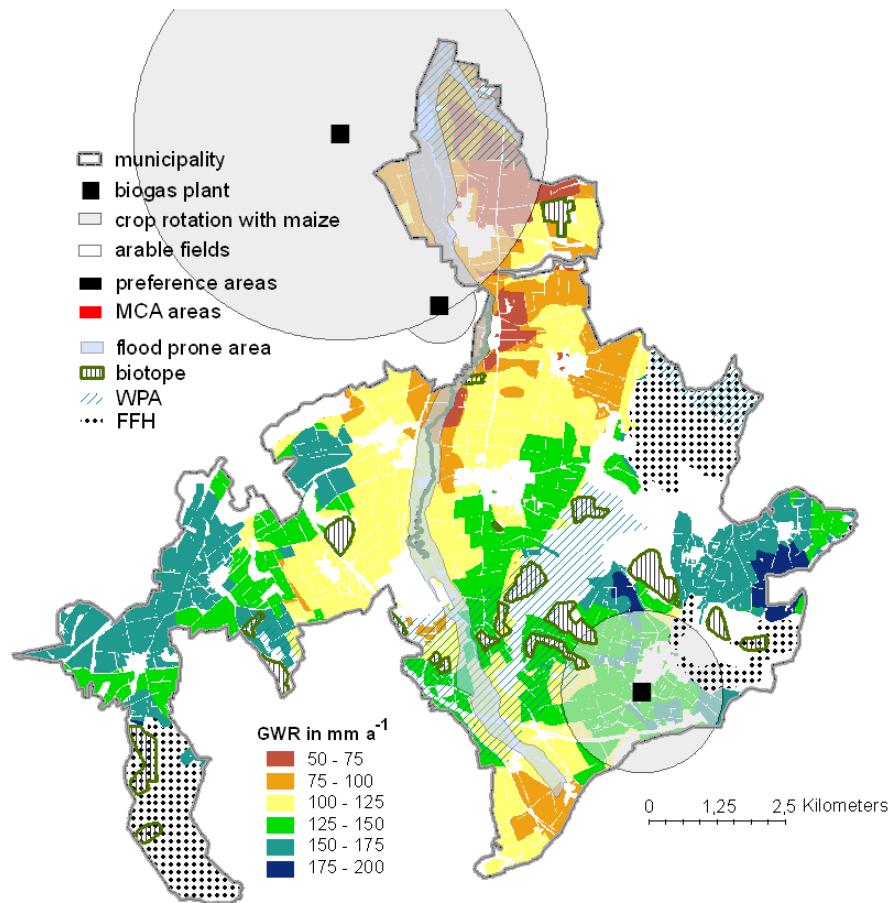 municipality
biogas plant
crop rotation with maize
arable fields
preference areas
MCA areas
flood prone area
biotope
WPA
FFH
GWR in mm a-1
50 - 75
75 - 100
100 - 125
125 - 150
150 - 175
175 - 200
0 1,25 2,5 Kilometers